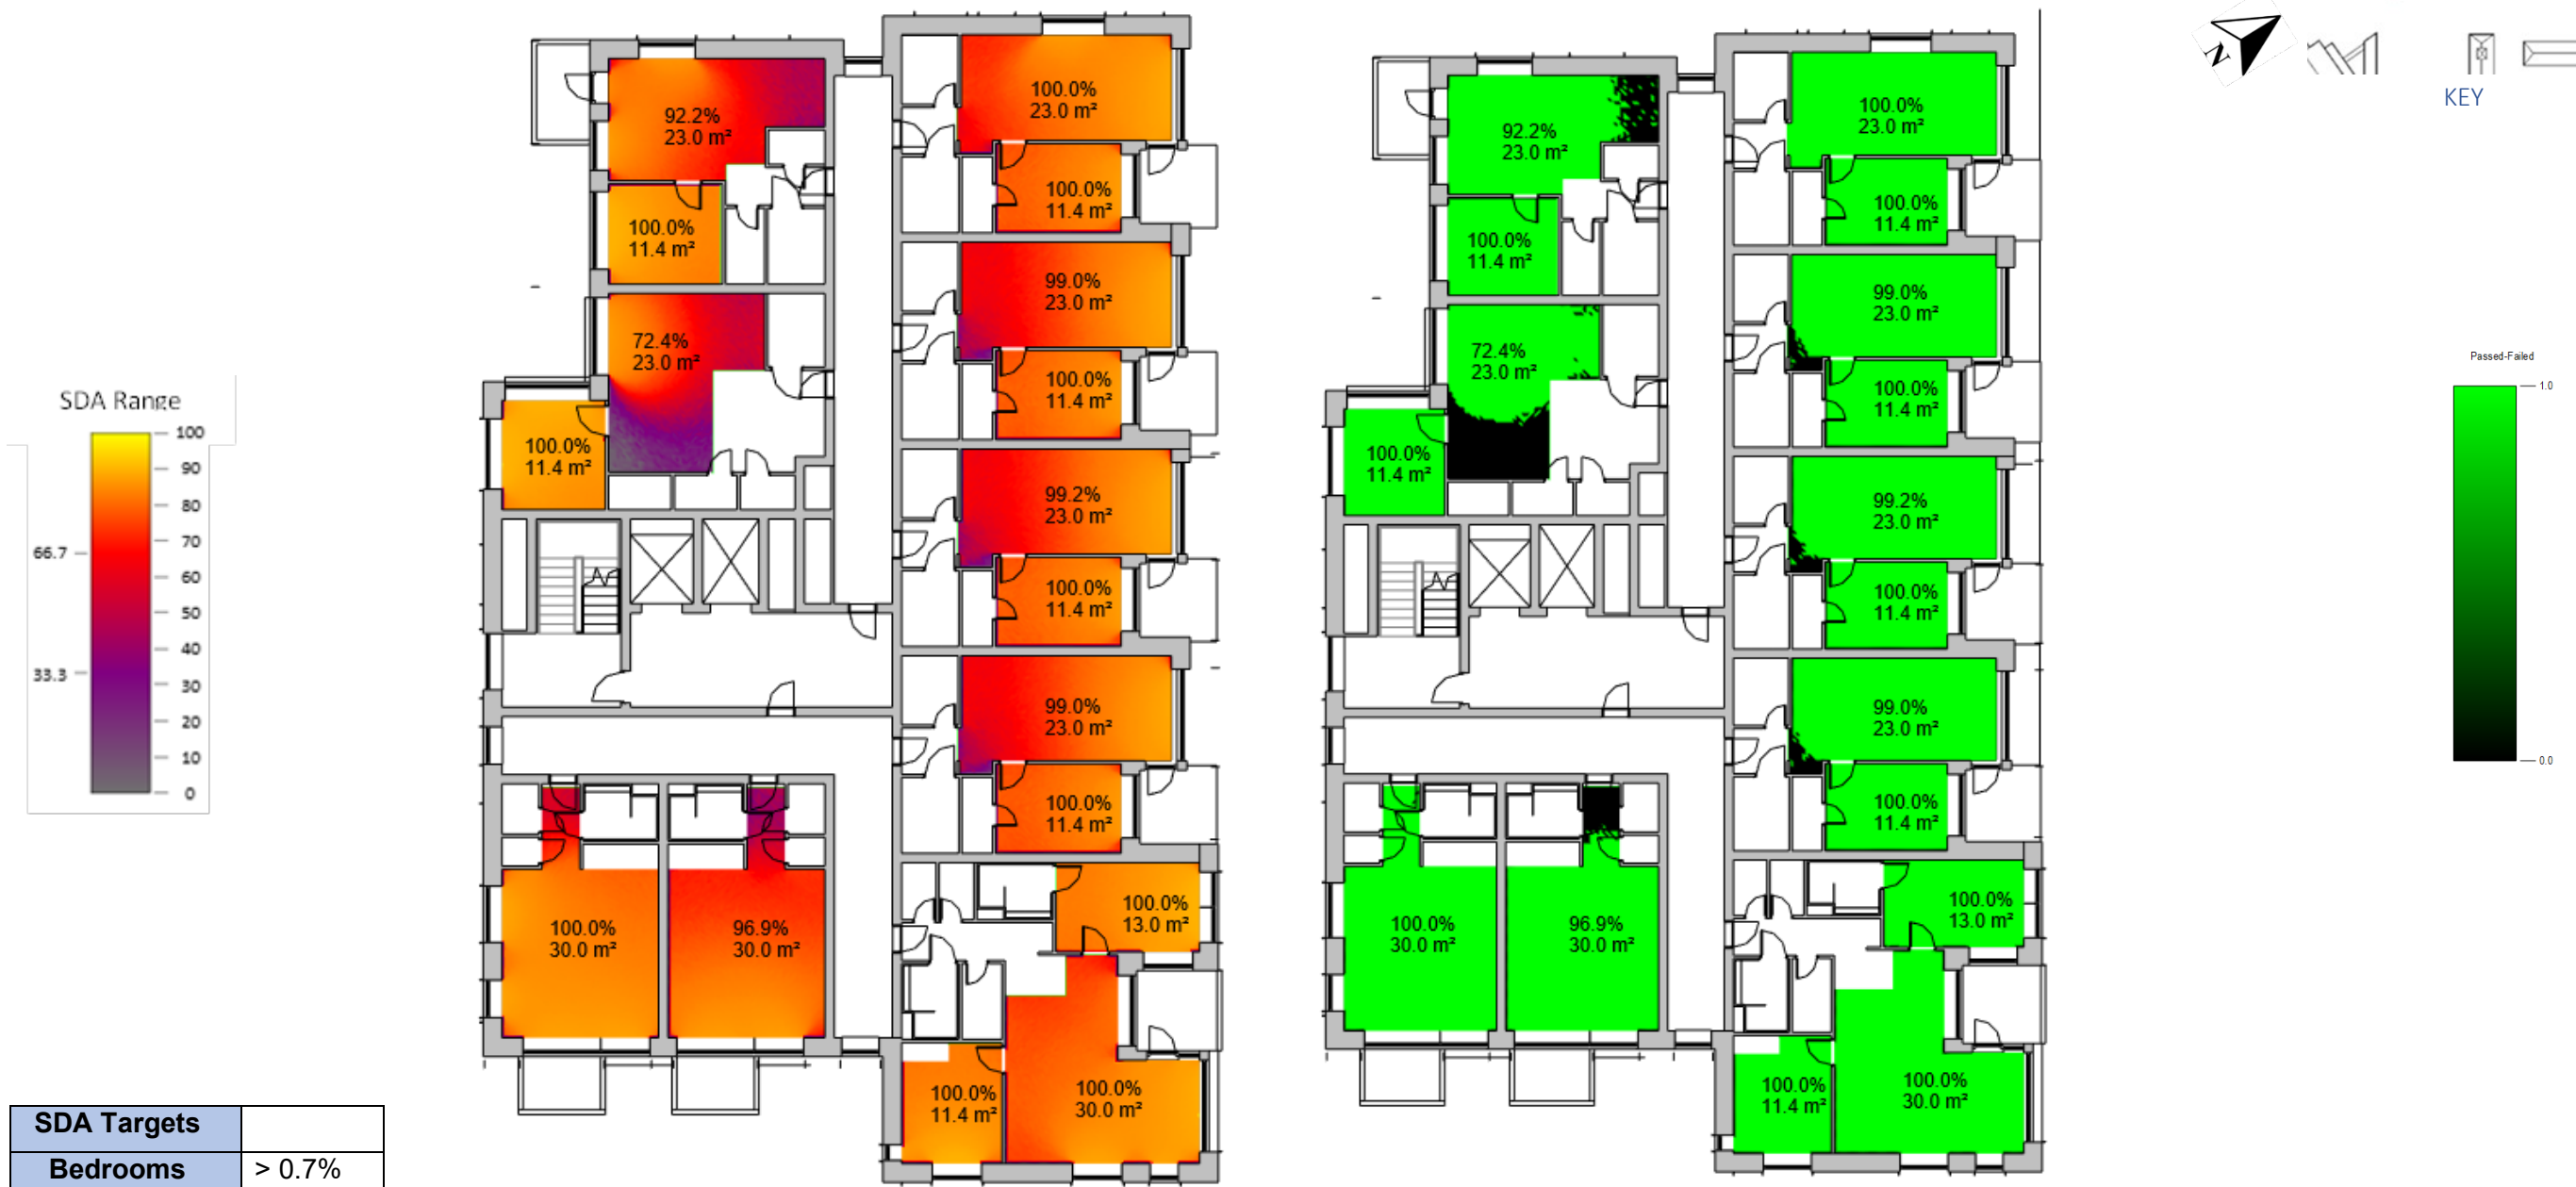 SDA Range
100
90
80
70
66.7
60
50
40
33.3
30
20
10
0
SDA Targets
Bedrooms > 0.7%
92.2%
23.0 m²
100.0%
11.4 m²
72.4%
23.0 m²
100.0%
11.4 m²
100.0%
23.0 m²
100.0%
11.4 m²
99.0%
23.0 m²
100.0%
11.4 m²
99.2%
23.0 m²
100.0%
11.4 m²
99.0%
23.0 m²
100.0%
11.4 m²
100.0%
30.0 m²
96.9%
30.0 m²
100.0%
13.0 m²
100.0%
11.4 m²
100.0%
30.0 m²
92.2%
23.0 m²
100.0%
11.4 m²
72.4%
23.0 m²
100.0%
11.4 m²
100.0%
23.0 m²
100.0%
11.4 m²
99.0%
23.0 m²
100.0%
11.4 m²
99.2%
23.0 m²
100.0%
11.4 m²
99.0%
23.0 m²
100.0%
11.4 m²
100.0%
30.0 m²
96.9%
30.0 m²
100.0%
13.0 m²
100.0%
11.4 m²
100.0%
30.0 m²
N
KEY
Passed-Failed
1.0
0.0